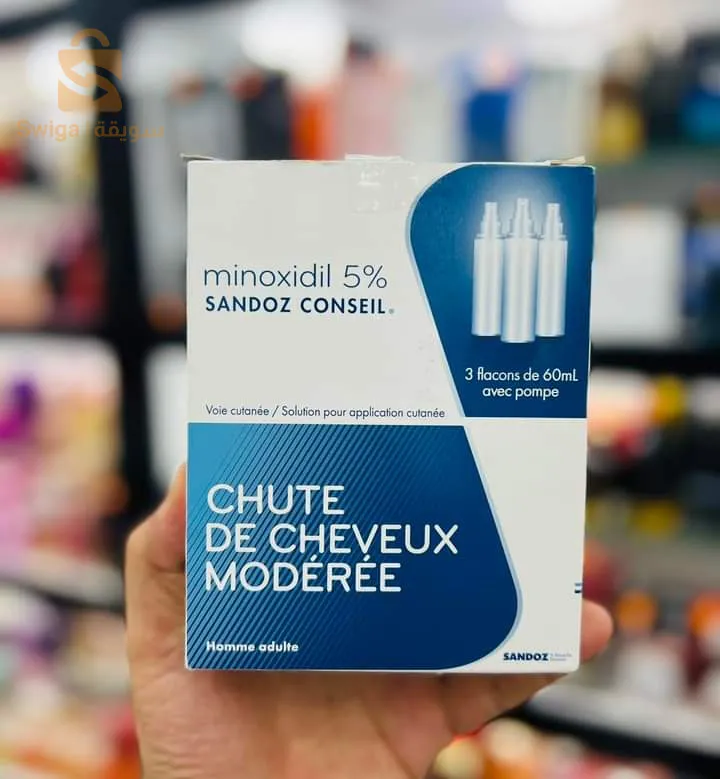 Swiga سويقة
minoxidil 5%
SANDOZ CONSEIL®
3 flacons de 60mL
avec pompe
Voie cutanée / Solution pour application cutanée
CHUTE
DE CHEVEUX
MODÉRÉE
Homme adulte
SANDOZ